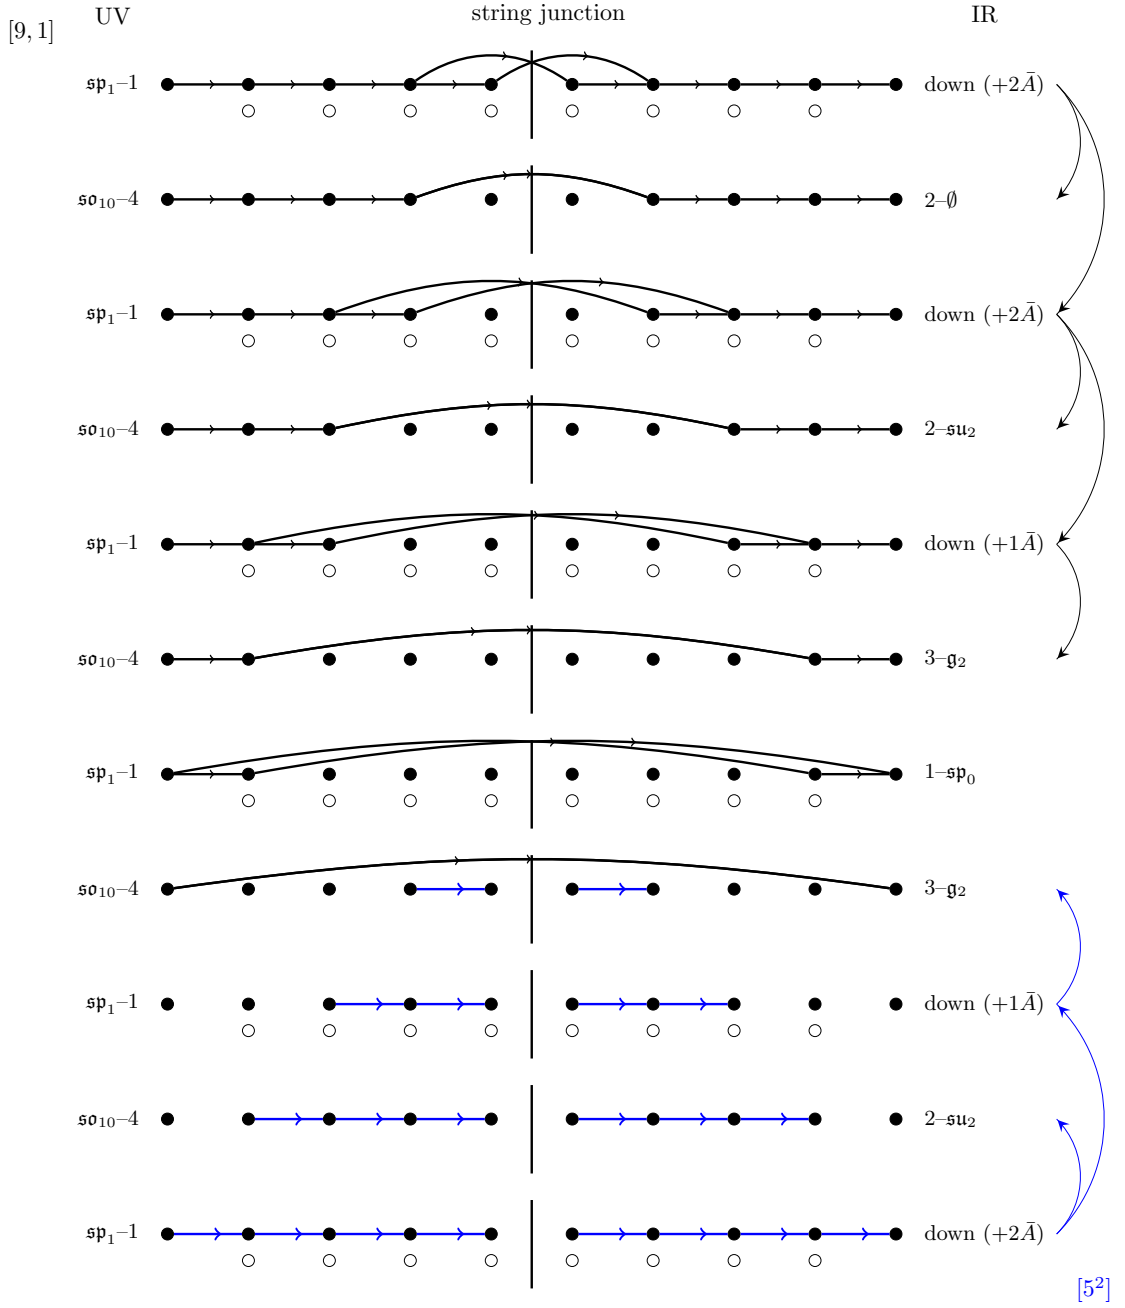 UV string junction IR
[9, 1]
𝔰𝔭₁–1 down (+2Ā)
𝔰𝔬₁₀–4 2–∅
𝔰𝔭₁–1 down (+2Ā)
𝔰𝔬₁₀–4 2–𝔰𝔲₂
𝔰𝔭₁–1 down (+1Ā)
𝔰𝔬₁₀–4 3–𝔤₂
𝔰𝔭₁–1 1–𝔰𝔭₀
𝔰𝔬₁₀–4 3–𝔤₂
𝔰𝔭₁–1 down (+1Ā)
𝔰𝔬₁₀–4 2–𝔰𝔲₂
𝔰𝔭₁–1 down (+2Ā)
[5²]